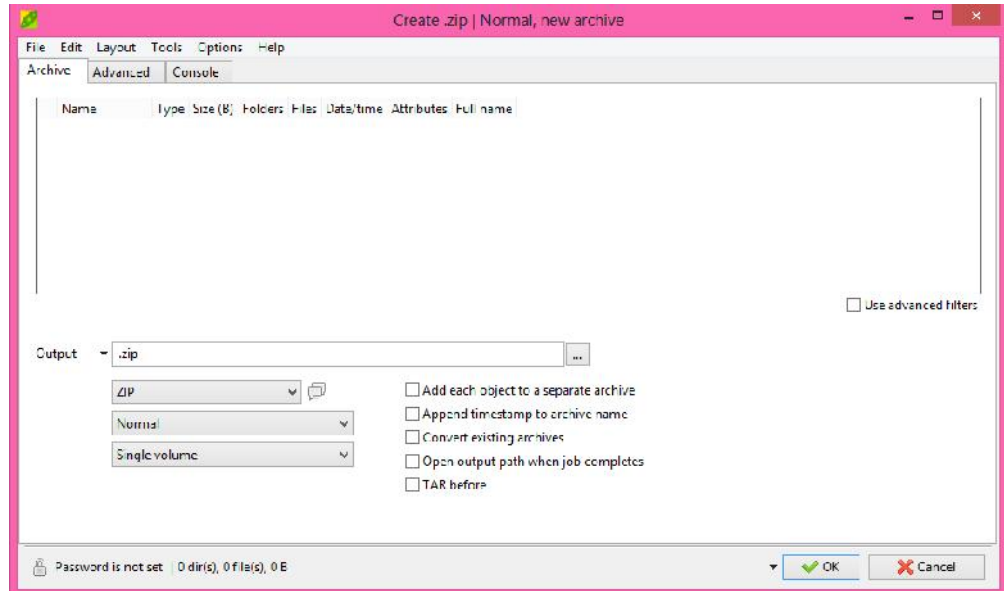 Create .zip | Normal, new archive
File Edit Layout Tools Options Help
Archive Advanced Console
Name Type Size (B) Folders Files Date/time Attributes Full name
Use advanced filters
Output .zip ...
ZIP
Add each object to a separate archive
Append timestamp to archive name
Normal
Convert existing archives
Single volume
Open output path when job completes
TAR before
Password is not set | 0 dir(s), 0 file(s), 0 B
OK
Cancel